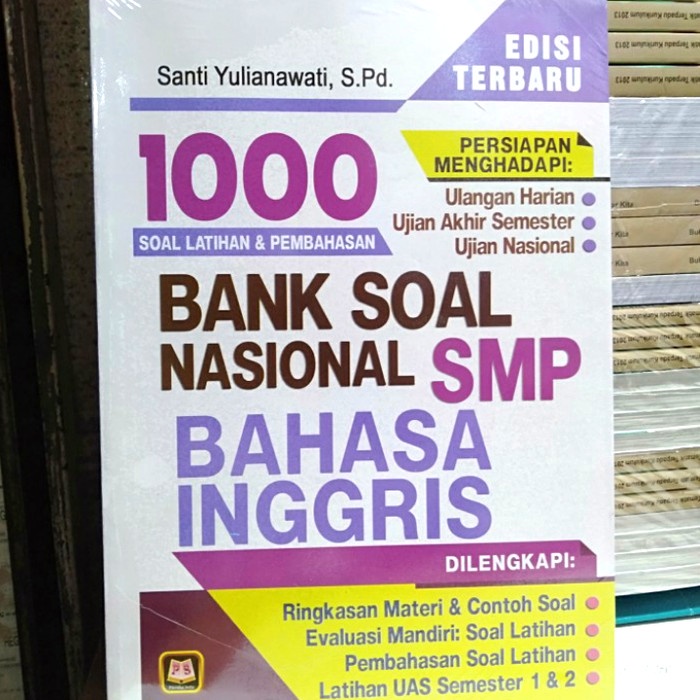 Santi Yulianawati, S.Pd.
EDISI
TERBARU
1000
SOAL LATIHAN & PEMBAHASAN
PERSIAPAN
MENGHADAPI:
Ulangan Harian
Ujian Akhir Semester
Ujian Nasional
BANK SOAL
NASIONAL SMP
BAHASA
INGGRIS
DILENGKAPI:
Ringkasan Materi & Contoh Soal
Evaluasi Mandiri: Soal Latihan
Pembahasan Soal Latihan
Latihan UAS Semester 1 & 2